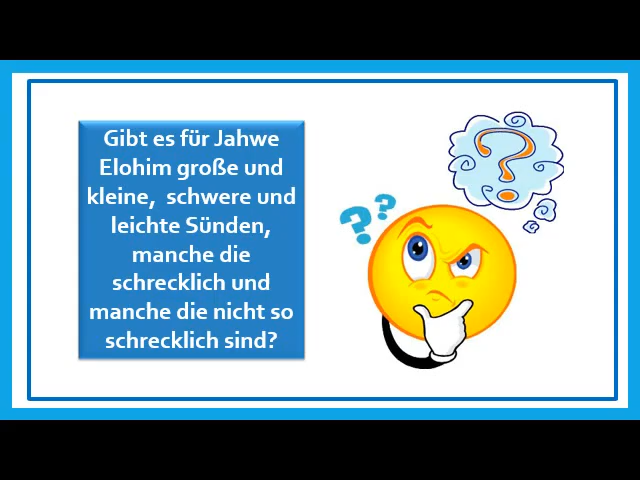 Gibt es für Jahwe
Elohim große und
kleine,  schwere und
leichte Sünden,
manche die
schrecklich und
manche die nicht so
schrecklich sind?
? ?
?